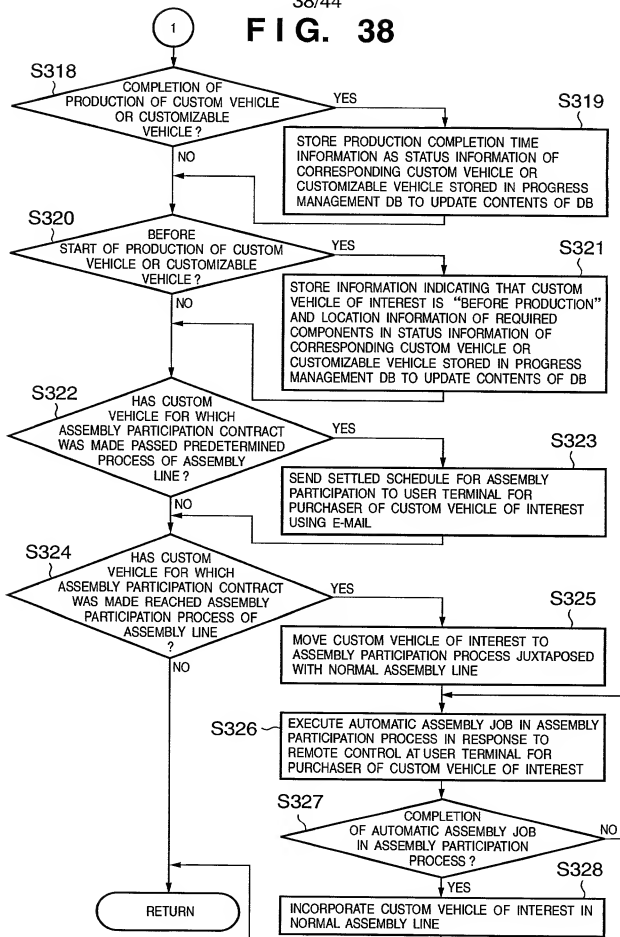 38/44
FIG. 38
1
S318
COMPLETION OF
PRODUCTION OF CUSTOM VEHICLE
OR CUSTOMIZABLE
VEHICLE ?
YES
NO
S319
STORE PRODUCTION COMPLETION TIME
INFORMATION AS STATUS INFORMATION OF
CORRESPONDING CUSTOM VEHICLE OR
CUSTOMIZABLE VEHICLE STORED IN PROGRESS
MANAGEMENT DB TO UPDATE CONTENTS OF DB
S320
BEFORE
START OF PRODUCTION OF CUSTOM
VEHICLE OR CUSTOMIZABLE
VEHICLE ?
YES
NO
S321
STORE INFORMATION INDICATING THAT CUSTOM
VEHICLE OF INTEREST IS "BEFORE PRODUCTION"
AND LOCATION INFORMATION OF REQUIRED
COMPONENTS IN STATUS INFORMATION OF
CORRESPONDING CUSTOM VEHICLE OR
CUSTOMIZABLE VEHICLE STORED IN PROGRESS
MANAGEMENT DB TO UPDATE CONTENTS OF DB
S322
HAS CUSTOM
VEHICLE FOR WHICH
ASSEMBLY PARTICIPATION CONTRACT
WAS MADE PASSED PREDETERMINED
PROCESS OF ASSEMBLY
LINE ?
YES
NO
S323
SEND SETTLED SCHEDULE FOR ASSEMBLY
PARTICIPATION TO USER TERMINAL FOR
PURCHASER OF CUSTOM VEHICLE OF INTEREST
USING E-MAIL
S324
HAS CUSTOM
VEHICLE FOR WHICH
ASSEMBLY PARTICIPATION CONTRACT
WAS MADE REACHED ASSEMBLY
PARTICIPATION PROCESS OF
ASSEMBLY LINE
?
YES
NO
S325
MOVE CUSTOM VEHICLE OF INTEREST TO
ASSEMBLY PARTICIPATION PROCESS JUXTAPOSED
WITH NORMAL ASSEMBLY LINE
S326
EXECUTE AUTOMATIC ASSEMBLY JOB IN ASSEMBLY
PARTICIPATION PROCESS IN RESPONSE TO
REMOTE CONTROL AT USER TERMINAL FOR
PURCHASER OF CUSTOM VEHICLE OF INTEREST
S327
COMPLETION
OF AUTOMATIC ASSEMBLY JOB
IN ASSEMBLY PARTICIPATION
PROCESS ?
NO
YES
S328
INCORPORATE CUSTOM VEHICLE OF INTEREST IN
NORMAL ASSEMBLY LINE
RETURN